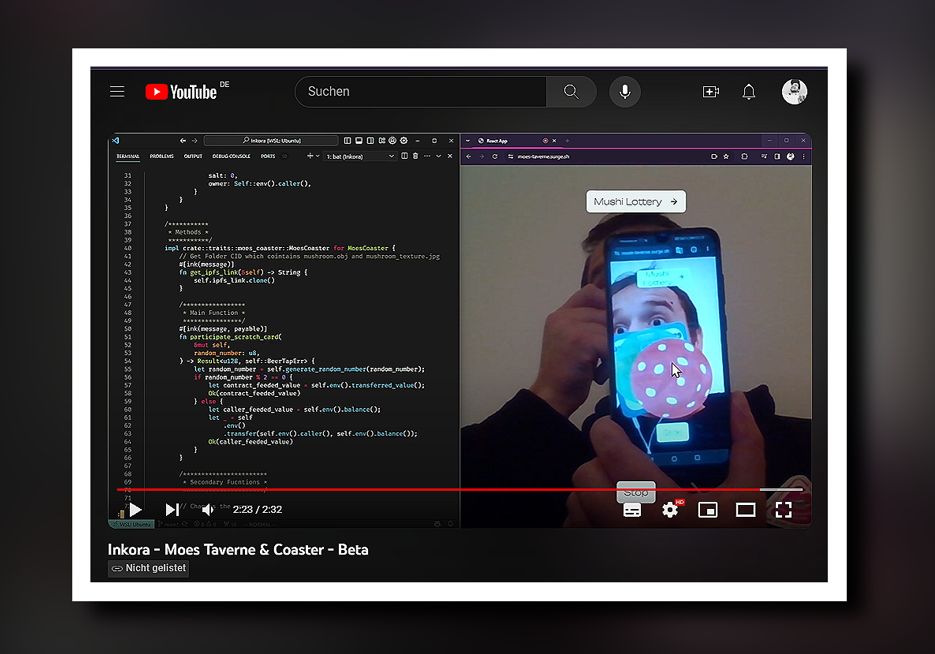 YouTube DE
Suchen
Inkora [WSL: Ubuntu]
TERMINAL PROBLEMS OUTPUT DEBUG CONSOLE PORTS
1: bat (Inkora)
31 salt: 0,
32 owner: Self::env().caller(),
33 }
34 }
35 }
36
37 /***********
38 * Methods *
39 ***********/
40 impl crate::traits::moes_coaster::MoesCoaster for MoesCoaster {
41 // Get Folder CID which cointains mushroom.obj and mushroom_texture.jpg
42 #[ink(message)]
43 fn get_ipfs_link(&self) -> String {
44 self.ipfs_link.clone()
45 }
46
47 /*****************
48 * Main Function *
49 *****************/
50 #[ink(message, payable)]
51 fn participate_scratch_card(
52 &mut self,
53 random_number: u8,
54 ) -> Result<u128, self::BeerTapErr> {
55 let random_number = self.generate_random_number(random_number);
56 if random_number % 2 == 0 {
57 let contract_feeded_value = self.env().transferred_value();
58 Ok(contract_feeded_value)
59 } else {
60 let caller_feeded_value = self.env().balance();
61 let _ = self
62 .env()
63 .transfer(self.env().caller(), self.env().balance());
64 Ok(caller_feeded_value)
65 }
66 }
67
68 /***********************
69 * Secondary Fucntions *
71
React App
moes-taverne.surge.sh
Mushi Lottery →
moes-taverne.surge.sh
Mushi
Lottery →
Stop
2:23 / 2:32
HD
WSL: Ubuntu
Inkora - Moes Taverne & Coaster - Beta
Nicht gelistet